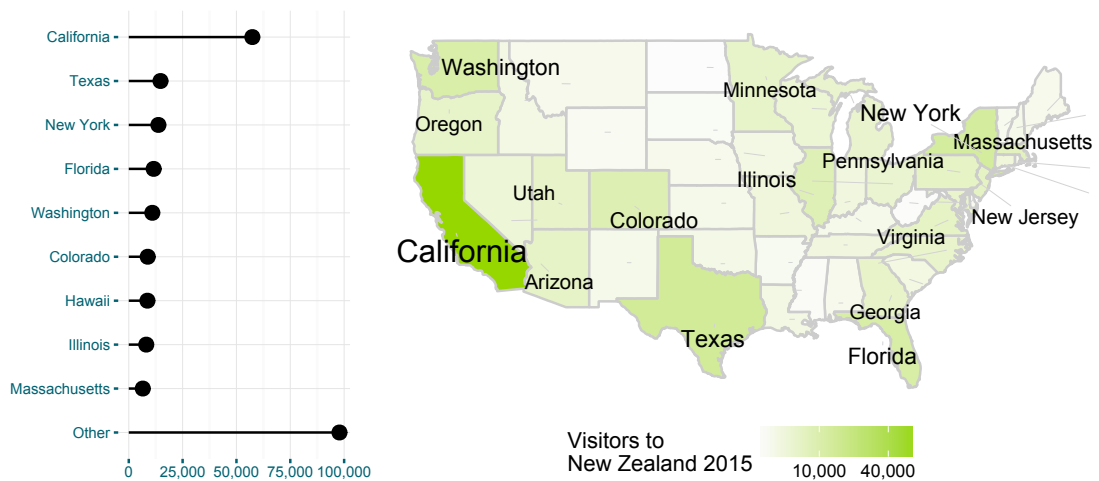 California
Texas
New York
Florida
Washington
Colorado
Hawaii
Illinois
Massachusetts
Other
0 25,000 50,000 75,000 100,000
Washington
Minnesota
New York
Oregon
Massachusetts
Pennsylvania
Illinois
Utah
Colorado
New Jersey
Virginia
California
Arizona
Georgia
Texas
Florida
Visitors to
New Zealand 2015
10,000 40,000